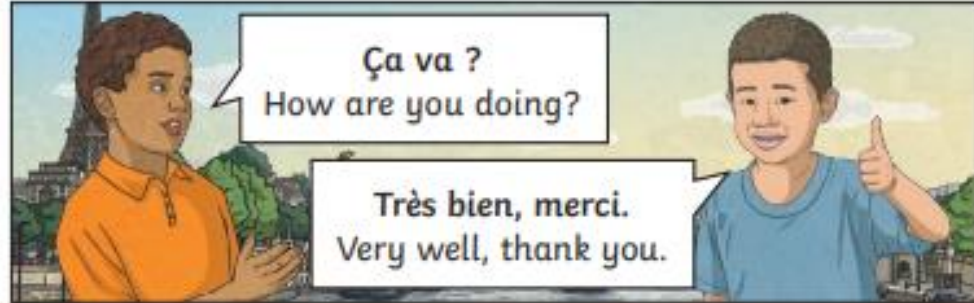 Ça va ?
How are you doing?
Très bien, merci.
Very well, thank you.